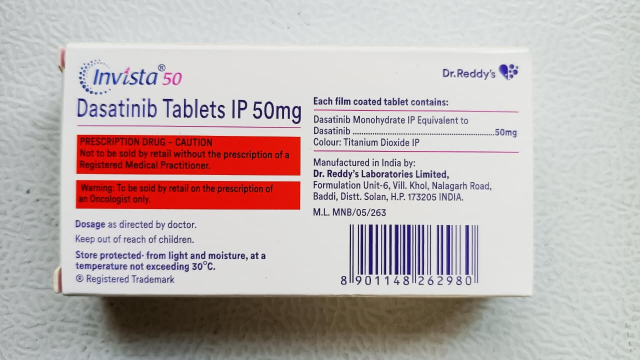 Invista® 50
Dasatinib Tablets IP 50mg
PRESCRIPTION DRUG – CAUTION
Not to be sold by retail without the prescription of a
Registered Medical Practitioner.
Warning: To be sold by retail on the prescription of
an Oncologist only.
Dosage as directed by doctor.
Keep out of reach of children.
Store protected- from light and moisture, at a
temperature not exceeding 30°C.
® Registered Trademark
Dr.Reddy's
Each film coated tablet contains:
Dasatinib Monohydrate IP Equivalent to
Dasatinib ................................................50mg
Colour: Titanium Dioxide IP
Manufactured in India by:
Dr. Reddy's Laboratories Limited,
Formulation Unit-6, Vill. Khol, Nalagarh Road,
Baddi, Distt. Solan, H.P. 173205 INDIA.
M.L. MNB/05/263
8 901148 262980